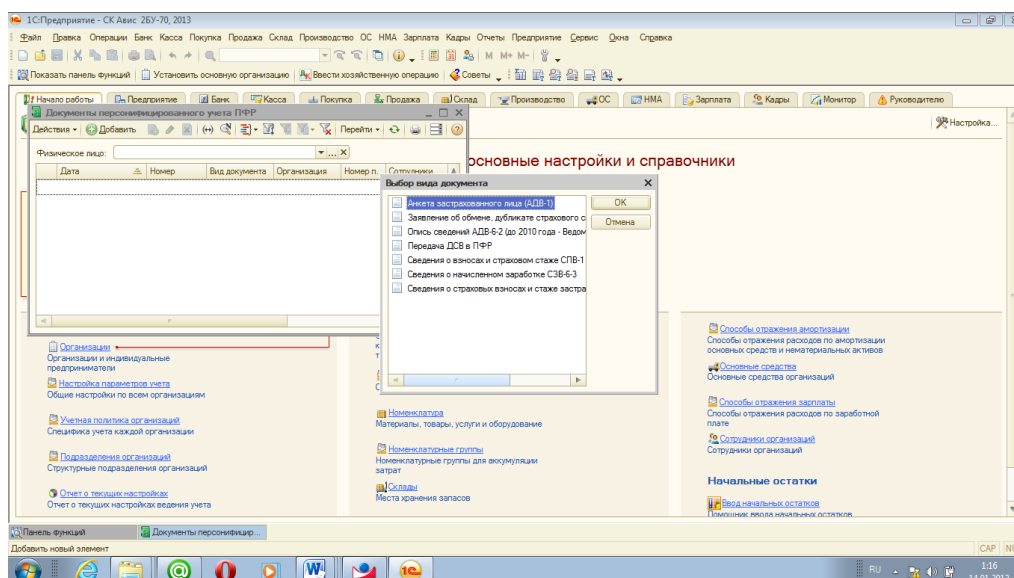 1С:Предприятие - СК Авис 2БУ-70, 2013
Файл Правка Операции Банк Касса Покупка Продажа Склад Производство ОС НМА Зарплата Кадры Отчеты Предприятие Сервис Окна Справка
M M+ M-
Показать панель функций Установить основную организацию Ввести хозяйственную операцию Советы
Начало работы Предприятие Банк Касса Покупка Продажа Склад Производство ОС НМА Зарплата Кадры Монитор Руководителю
Документы персонифицированного учета ПФР
Действия Добавить Перейти
Настройка...
Физическое лицо:
основные настройки и справочники
Дата Номер Вид документа Организация Номер п. Сотрудники
Выбор вида документа
Анкета застрахованного лица (АДВ-1)
Заявление об обмене, дубликате страхового с
Опись сведений АДВ-6-2 (до 2010 года - Ведом
Передача ДСВ в ПФР
Сведения о взносах и страховом стаже СПВ-1
Сведения о начисленном заработке СЗВ-6-3
Сведения о страховых взносах и стаже застра
OK
Отмена
Организации
Организации и индивидуальные
предприниматели
Настройка параметров учета
Общие настройки по всем организациям
Учетная политика организаций
Специфика учета каждой организации
Подразделения организаций
Структурные подразделения организаций
Отчет о текущих настройках
Отчет о текущих настройках ведения учета
Номенклатура
Материалы, товары, услуги и оборудование
Номенклатурные группы
Номенклатурные группы для аккумуляции
затрат
Склады
Места хранения запасов
Способы отражения амортизации
Способы отражения расходов по амортизации
основных средств и нематериальных активов
Основные средства
Основные средства организаций
Способы отражения зарплаты
Способы отражения расходов по заработной
плате
Сотрудники организаций
Сотрудники организаций
Начальные остатки
Ввод начальных остатков
Помощник ввода начальных остатков
Панель функций Документы персонифицир...
Добавить новый элемент
CAP
RU
1:16
14.01.2013